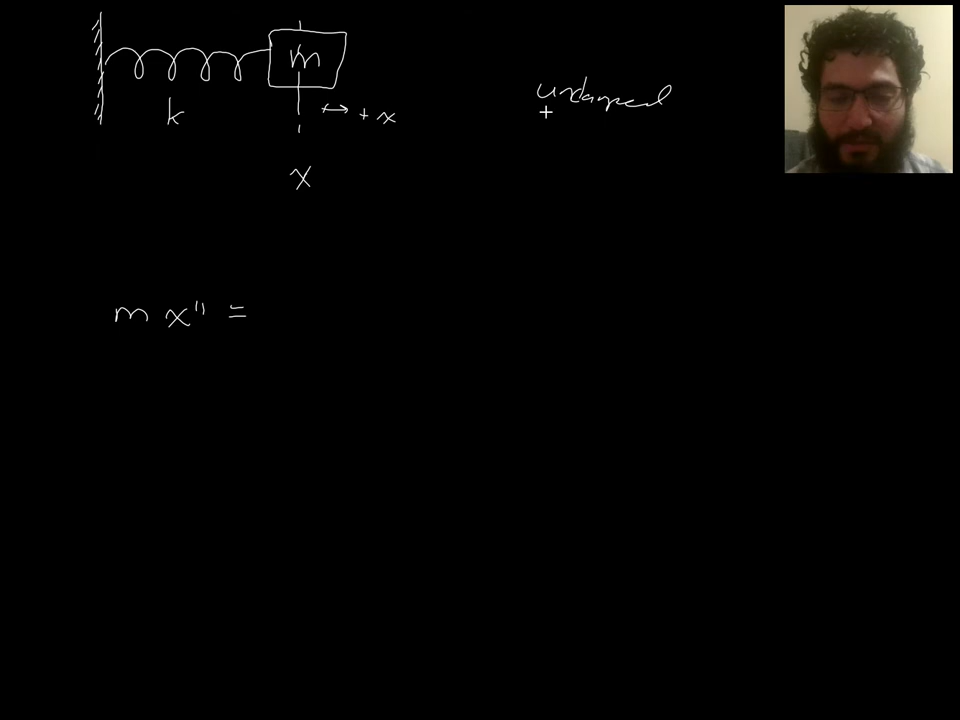 m
k
↔ + x
x
undamped
m x" =